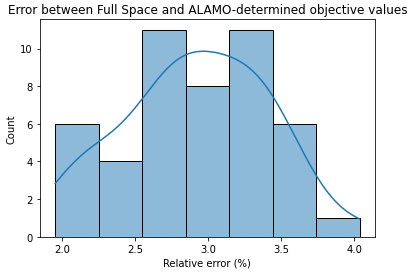 Error between Full Space and ALAMO-determined objective values
10
8
6
4
2
0
Count
2.0 2.5 3.0 3.5 4.0
Relative error (%)